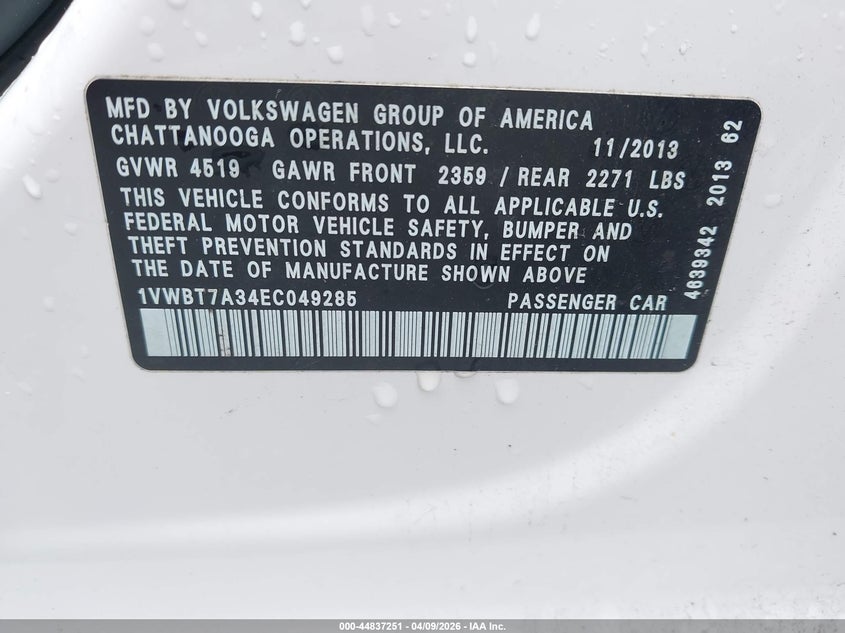 MFD BY VOLKSWAGEN GROUP OF AMERICA
CHATTANOOGA OPERATIONS, LLC. 11/2013
GVWR 4519 GAWR FRONT 2359 / REAR 2271 LBS
THIS VEHICLE CONFORMS TO ALL APPLICABLE U.S.
FEDERAL MOTOR VEHICLE SAFETY, BUMPER AND
THEFT PREVENTION STANDARDS IN EFFECT ON
THE DATE OF MANUFACTURE SHOWN ABOVE
1VWBT7A34EC049285 PASSENGER CAR
4639342 2013 62
000-44837251 | 04/09/2026 - IAA Inc.